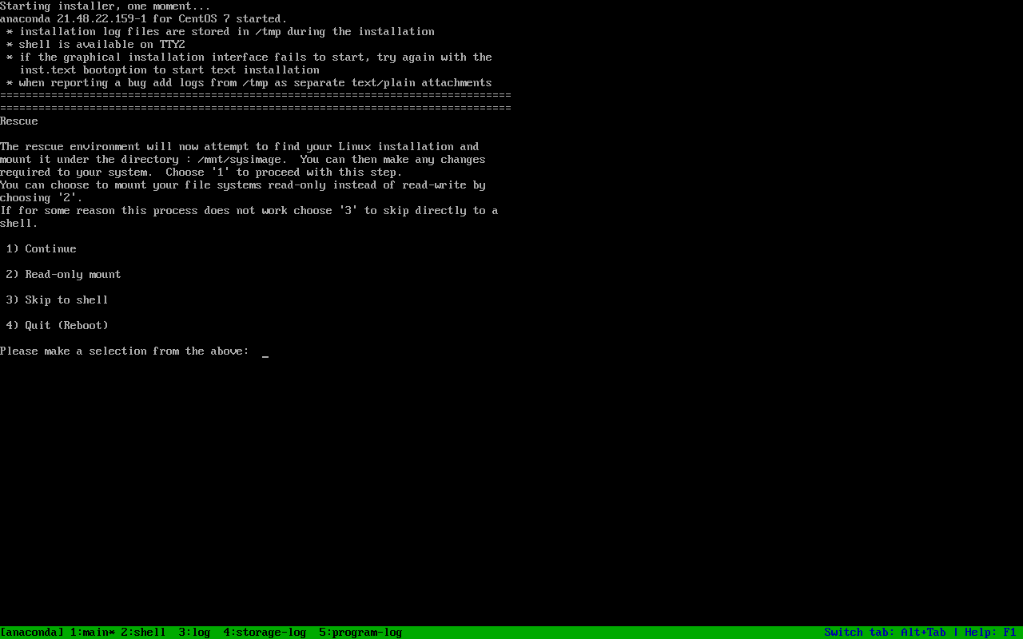 Starting installer, one moment...
anaconda 21.48.22.159-1 for CentOS 7 started.
 * installation log files are stored in /tmp during the installation
 * shell is available on TTY2
 * if the graphical installation interface fails to start, try again with the
   inst.text bootoption to start text installation
 * when reporting a bug add logs from /tmp as separate text/plain attachments
================================================================================
================================================================================
Rescue

The rescue environment will now attempt to find your Linux installation and
mount it under the directory : /mnt/sysimage.  You can then make any changes
required to your system.  Choose '1' to proceed with this step.
You can choose to mount your file systems read-only instead of read-write by
choosing '2'.
If for some reason this process does not work choose '3' to skip directly to a
shell.

 1) Continue

 2) Read-only mount

 3) Skip to shell

 4) Quit (Reboot)

Please make a selection from the above:  _
[anaconda] 1:main* 2:shell  3:log  4:storage-log  5:program-log    Switch tab: Alt+Tab | Help: F1